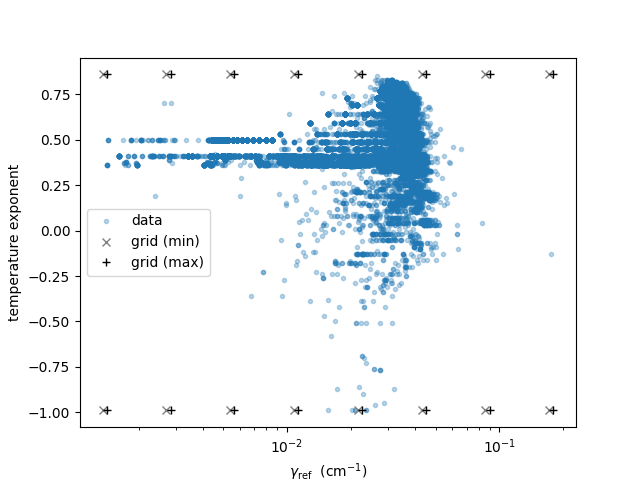 0.75
0.50
0.25
0.00
−0.25
−0.50
−0.75
−1.00
temperature exponent
data
grid (min)
grid (max)
10⁻²
10⁻¹
γref (cm⁻¹)